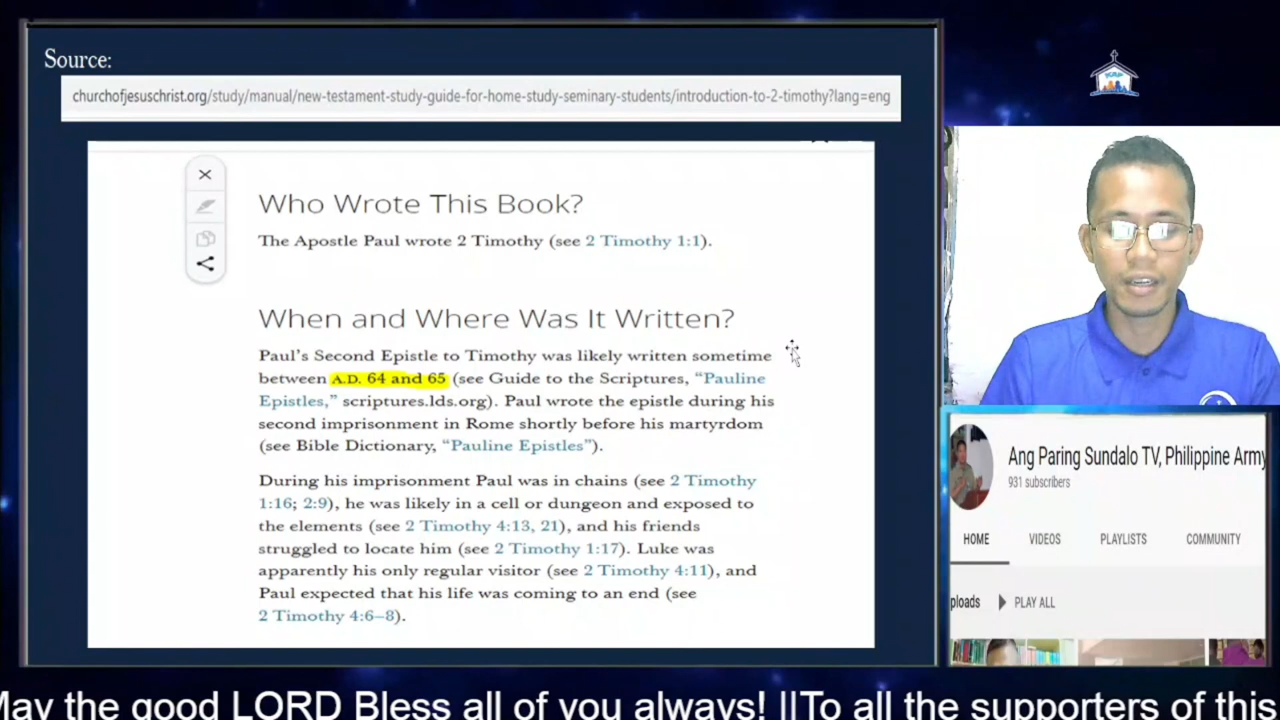 Source:
churchofjesuschrist.org/study/manual/new-testament-study-guide-for-home-study-seminary-students/introduction-to-2-timothy?lang=eng
Who Wrote This Book?
The Apostle Paul wrote 2 Timothy (see 2 Timothy 1:1).
When and Where Was It Written?
Paul's Second Epistle to Timothy was likely written sometime
between A.D. 64 and 65 (see Guide to the Scriptures, “Pauline
Epistles,” scriptures.lds.org). Paul wrote the epistle during his
second imprisonment in Rome shortly before his martyrdom
(see Bible Dictionary, “Pauline Epistles”).
During his imprisonment Paul was in chains (see 2 Timothy
1:16; 2:9), he was likely in a cell or dungeon and exposed to
the elements (see 2 Timothy 4:13, 21), and his friends
struggled to locate him (see 2 Timothy 1:17). Luke was
apparently his only regular visitor (see 2 Timothy 4:11), and
Paul expected that his life was coming to an end (see
2 Timothy 4:6–8).
Ang Paring Sundalo TV, Philippine Army
931 subscribers
HOME VIDEOS PLAYLISTS COMMUNITY
ploads PLAY ALL
May the good LORD Bless all of you always! ||To all the supporters of this